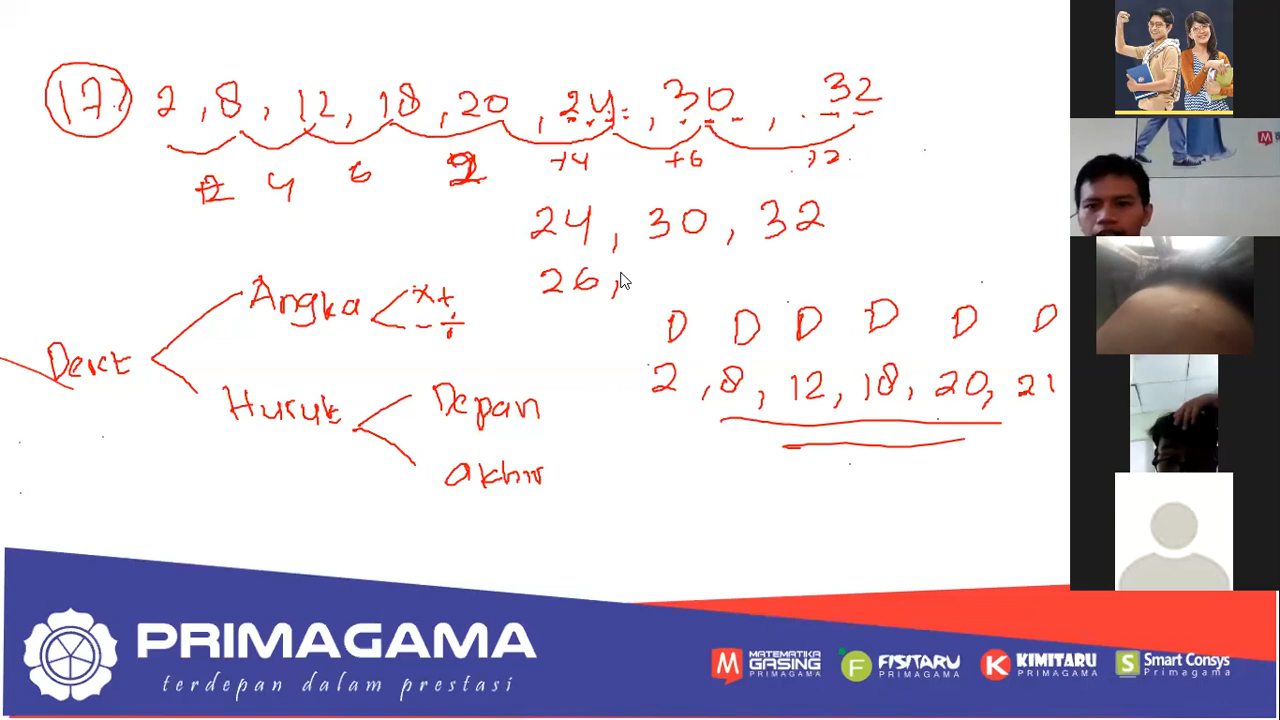 17. 2, 8, 12, 18, 20, 24, 30, 32
2 4 6 2 +4 +6 +2
24, 30, 32
26,
Angka x + - ÷
Deret
Huruf Depan
akhir
D D D D D D
2, 8, 12, 18, 20, 21
PRIMAGAMA
terdepan dalam prestasi
M MATEMATIKA GASING PRIMAGAMA
F FISITARU PRIMAGAMA
K KIMITARU PRIMAGAMA
S Smart Consys Primagama